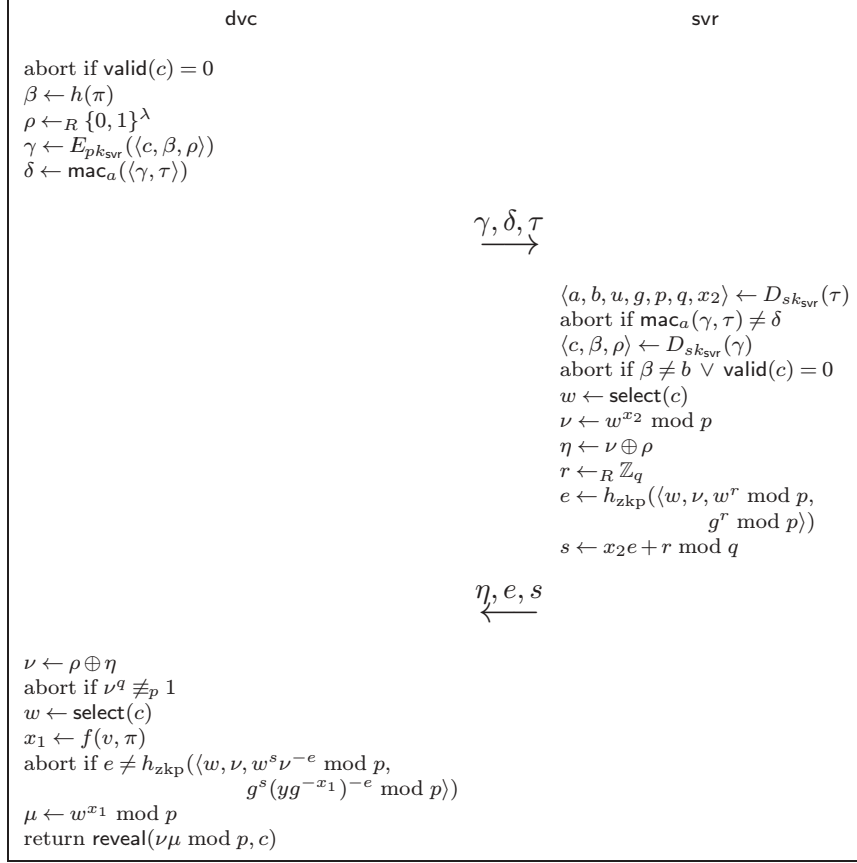 dvc svr
abort if valid(c) = 0
β ← h(π)
ρ ←_R {0, 1}^λ
γ ← E_{pk_svr}(⟨c, β, ρ⟩)
δ ← mac_a(⟨γ, τ⟩)
γ, δ, τ
⟨a, b, u, g, p, q, x_2⟩ ← D_{sk_svr}(τ)
abort if mac_a(γ, τ) ≠ δ
⟨c, β, ρ⟩ ← D_{sk_svr}(γ)
abort if β ≠ b ∨ valid(c) = 0
w ← select(c)
ν ← w^{x_2} mod p
η ← ν ⊕ ρ
r ←_R ℤ_q
e ← h_zkp(⟨w, ν, w^r mod p,
g^r mod p⟩)
s ← x_2e + r mod q
η, e, s
ν ← ρ ⊕ η
abort if ν^q ≢_p 1
w ← select(c)
x_1 ← f(v, π)
abort if e ≠ h_zkp(⟨w, ν, w^sν^{-e} mod p,
g^s(yg^{-x_1})^{-e} mod p⟩)
μ ← w^{x_1} mod p
return reveal(νμ mod p, c)